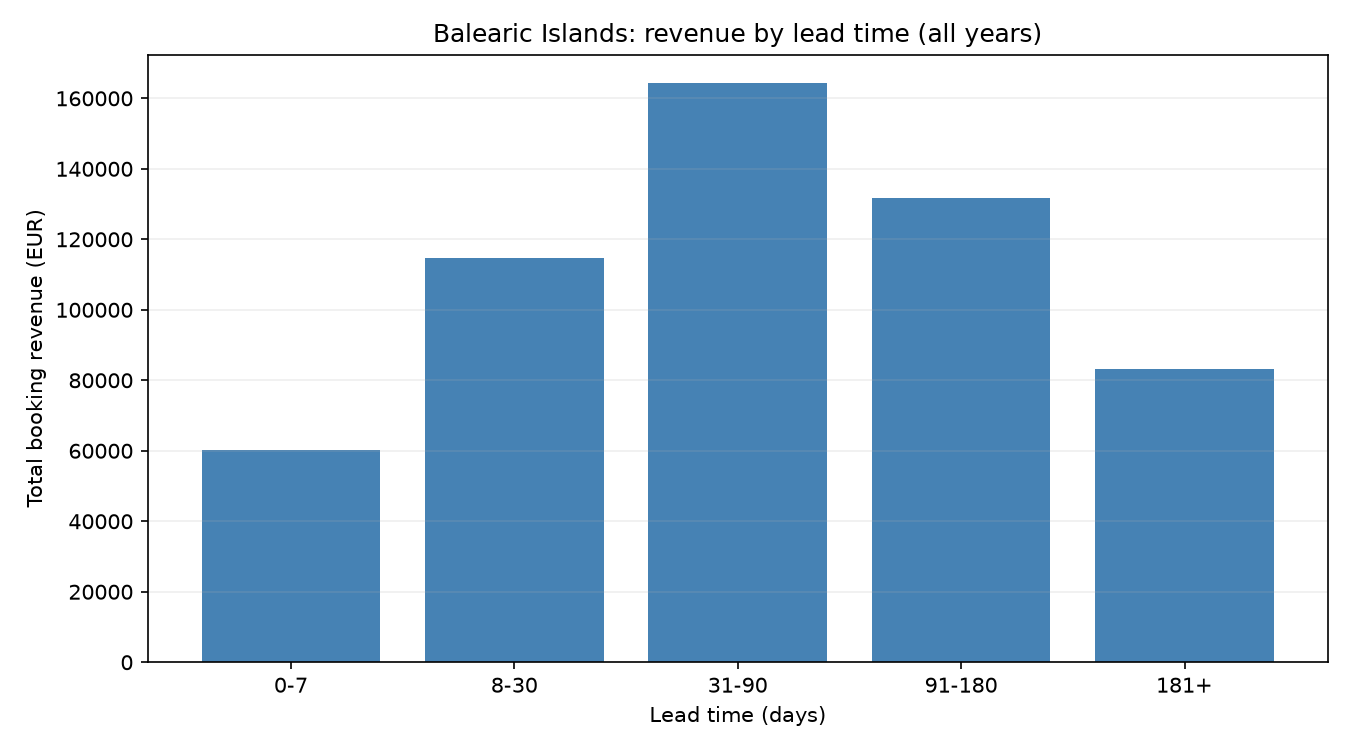 Balearic Islands: revenue by lead time (all years)
Total booking revenue (EUR)
160000
140000
120000
100000
80000
60000
40000
20000
0
0-7 8-30 31-90 91-180 181+
Lead time (days)